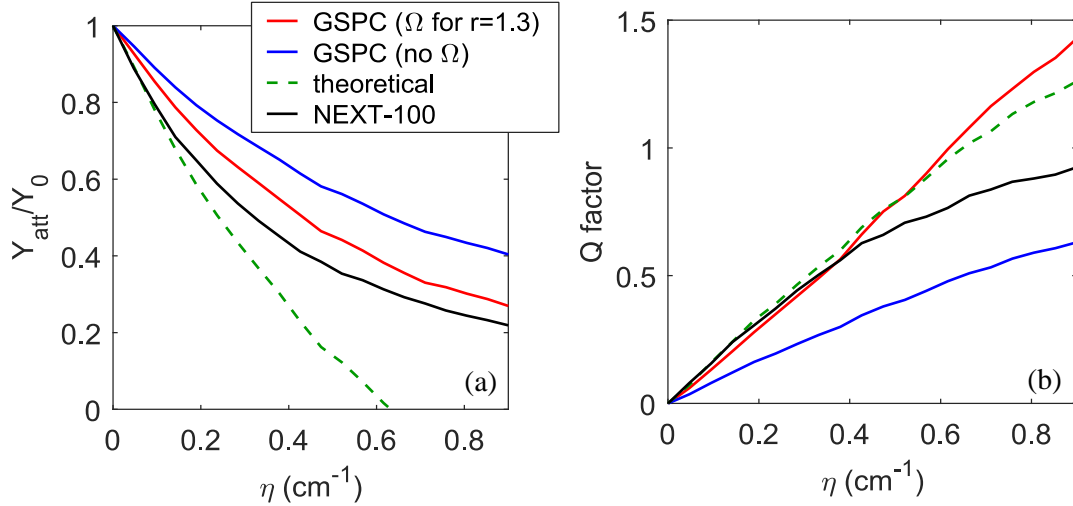 GSPC (Ω for r=1.3)
GSPC (no Ω)
theoretical
NEXT-100
1
0.8
0.6
0.4
0.2
0
Y_att/Y_0
0 0.2 0.4 0.6 0.8
η (cm⁻¹)
(a)
1.5
1
0.5
0
Q factor
0 0.2 0.4 0.6 0.8
η (cm⁻¹)
(b)